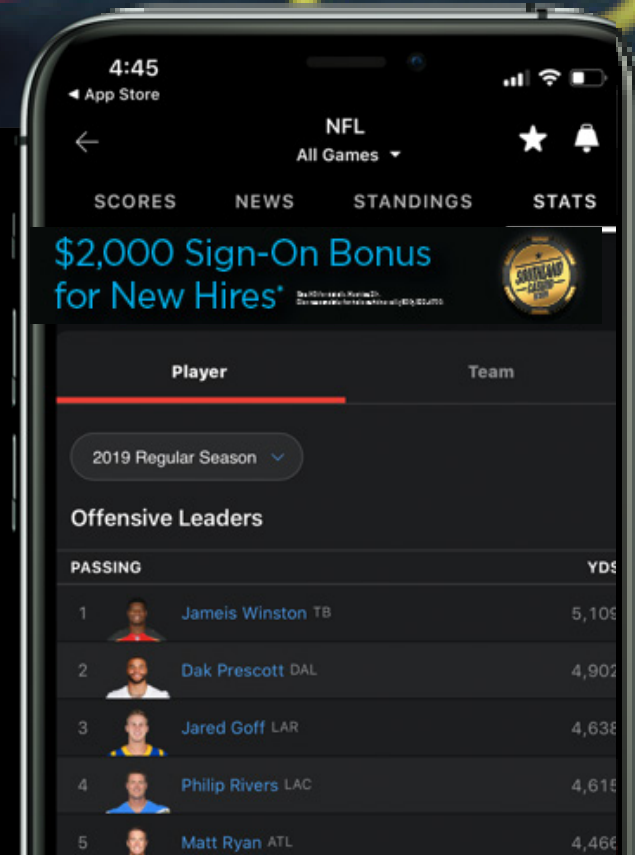 4:45
◀ App Store
NFL
All Games
SCORES NEWS STANDINGS STATS
$2,000 Sign-On Bonus
for New Hires*
SOUTHLAND
CASINO
Player Team
2019 Regular Season
Offensive Leaders
PASSING YDS
1 Jameis Winston TB 5,109
2 Dak Prescott DAL 4,902
3 Jared Goff LAR 4,638
4 Philip Rivers LAC 4,615
5 Matt Ryan ATL 4,466